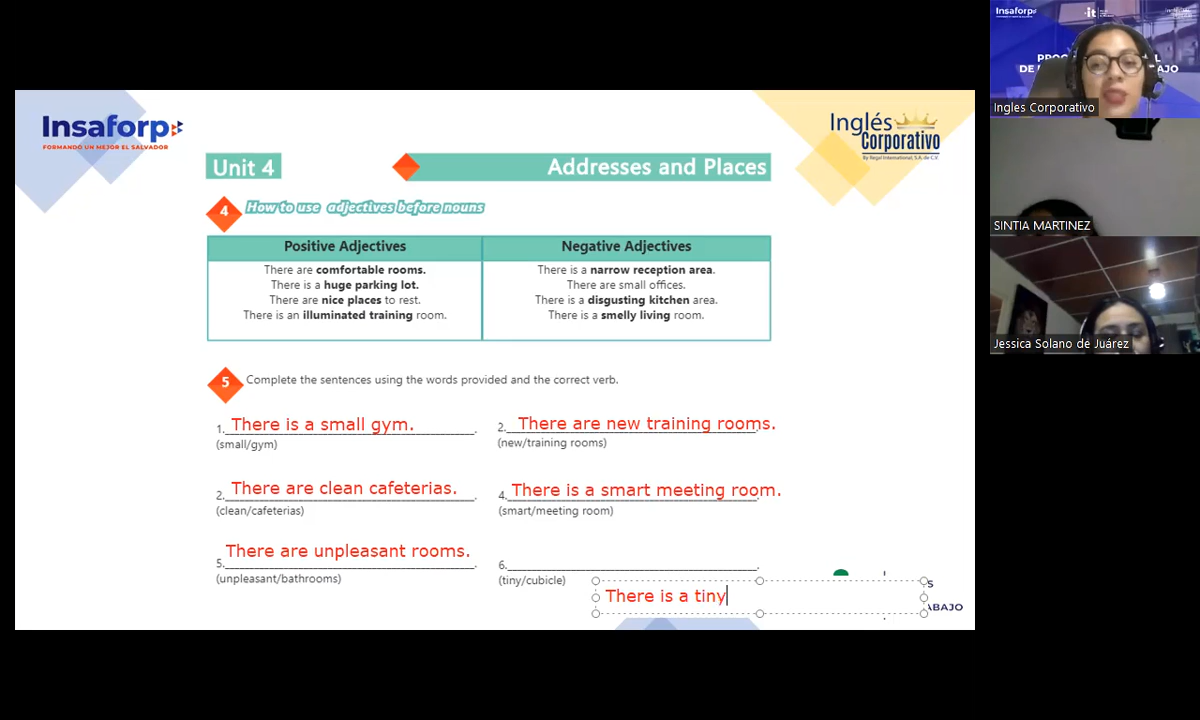 Insaforp
FORMANDO UN MEJOR EL SALVADOR
Inglés
Corporativo
By Regal International, S.A. de C.V.
Unit 4
Addresses and Places
4
How to use adjectives before nouns
Positive Adjectives
Negative Adjectives
There are comfortable rooms.
There is a huge parking lot.
There are nice places to rest.
There is an illuminated training room.
There is a narrow reception area.
There are small offices.
There is a disgusting kitchen area.
There is a smelly living room.
5
Complete the sentences using the words provided and the correct verb.
1. There is a small gym.
(small/gym)
2. There are new training rooms.
(new/training rooms)
2. There are clean cafeterias.
(clean/cafeterias)
4. There is a smart meeting room.
(smart/meeting room)
5. There are unpleasant rooms.
(unpleasant/bathrooms)
6.
(tiny/cubicle)
There is a tiny
S
ABAJO
Insaforp
it
PROG
L
DE
AJO
Ingles Corporativo
SINTIA MARTINEZ
Jessica Solano de Juárez